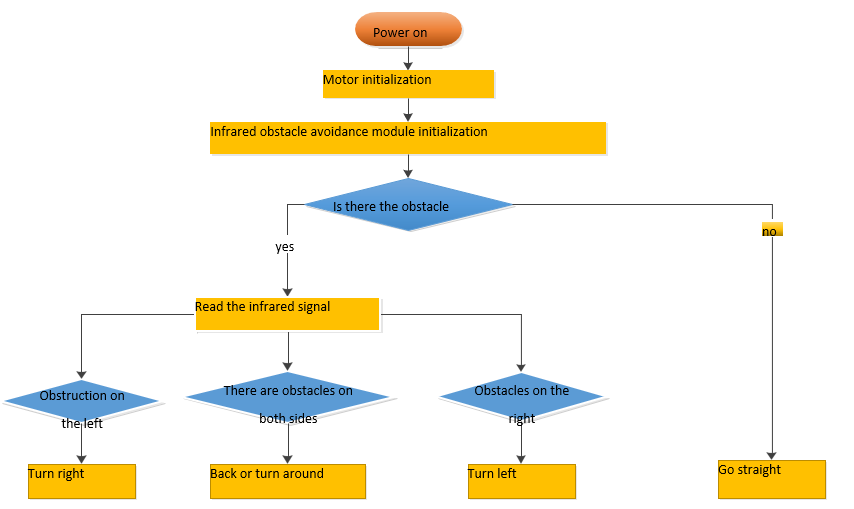 Power on
Motor initialization
Infrared obstacle avoidance module initialization
Is there the obstacle
yes
no
Read the infrared signal
Obstruction on
the left
There are obstacles on
both sides
Obstacles on the
right
Turn right
Back or turn around
Turn left
Go straight